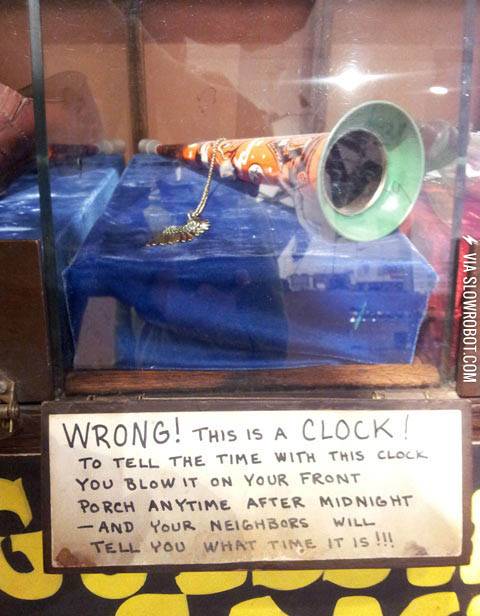 WRONG! THIS IS A CLOCK!
TO TELL THE TIME WITH THIS CLOCK
YOU BLOW IT ON YOUR FRONT
PORCH ANYTIME AFTER MIDNIGHT
— AND YOUR NEIGHBORS WILL
TELL YOU WHAT TIME IT IS!!!
VIA SLOWROBOT.COM